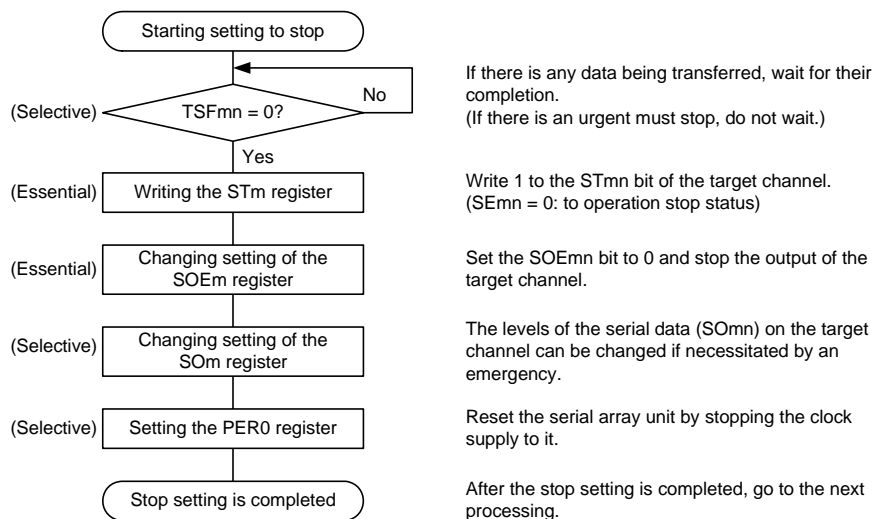 Starting setting to stop
If there is any data being transferred, wait for their
completion.
(If there is an urgent must stop, do not wait.)
(Selective)
TSFmn = 0?
No
Yes
(Essential)
Writing the STm register
Write 1 to the STmn bit of the target channel.
(SEmn = 0: to operation stop status)
(Essential)
Changing setting of the
SOEm register
Set the SOEmn bit to 0 and stop the output of the
target channel.
(Selective)
Changing setting of the
SOm register
The levels of the serial data (SOmn) on the target
channel can be changed if necessitated by an
emergency.
(Selective)
Setting the PER0 register
Reset the serial array unit by stopping the clock
supply to it.
Stop setting is completed
After the stop setting is completed, go to the next
processing.